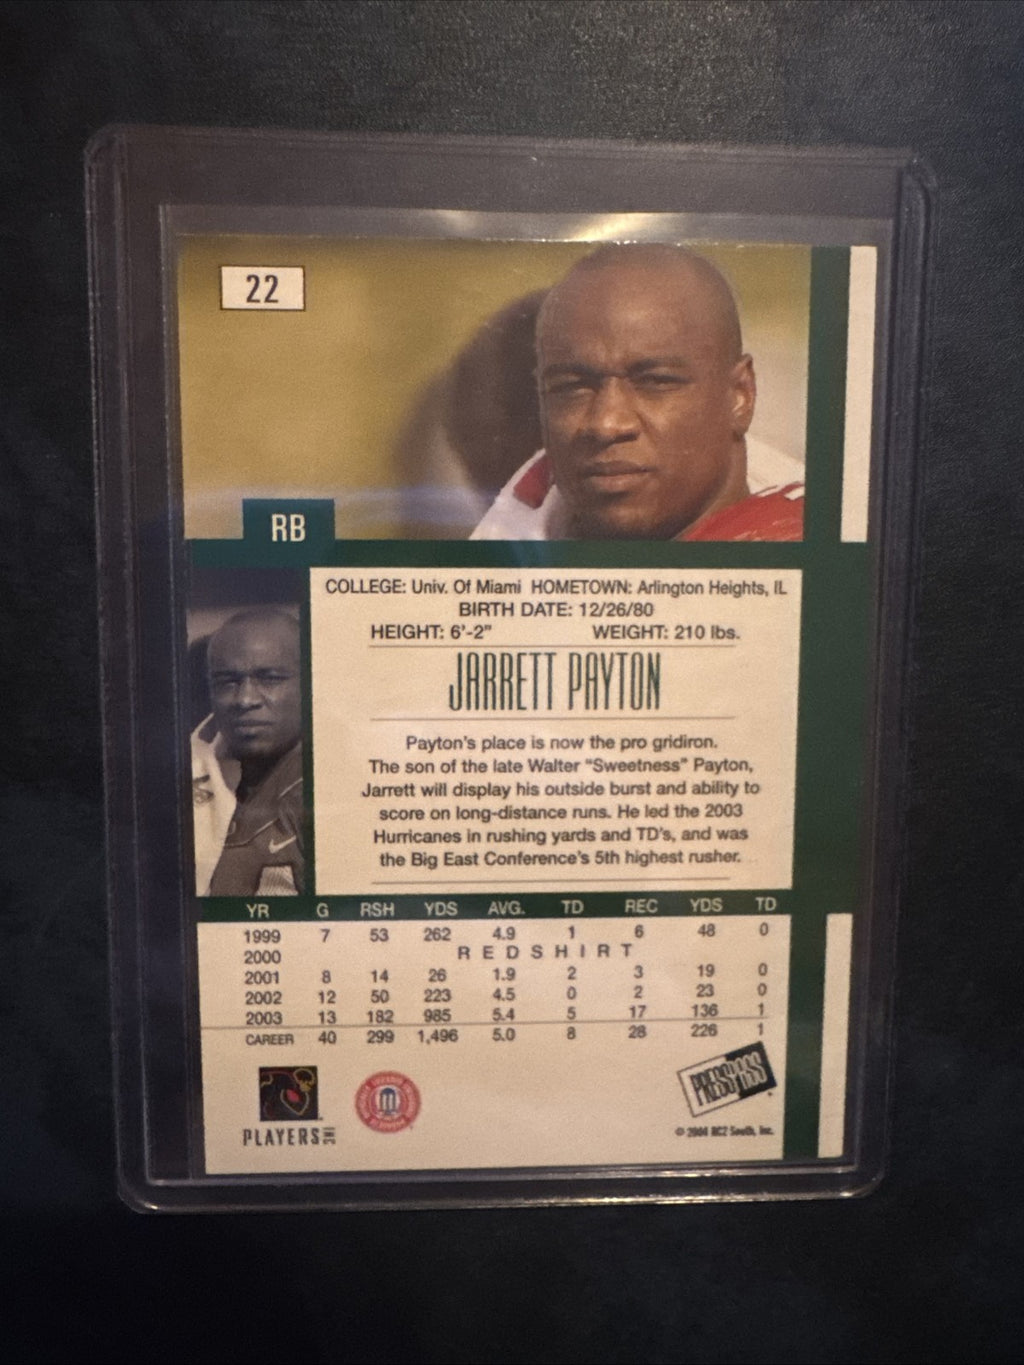 22
RB
COLLEGE: Univ. Of Miami HOMETOWN: Arlington Heights, IL
BIRTH DATE: 12/26/80
HEIGHT: 6'-2" WEIGHT: 210 lbs.
JARRETT PAYTON
Payton's place is now the pro gridiron.
The son of the late Walter "Sweetness" Payton,
Jarrett will display his outside burst and ability to
score on long-distance runs. He led the 2003
Hurricanes in rushing yards and TD's, and was
the Big East Conference's 5th highest rusher.
YR G RSH YDS AVG. TD REC YDS TD
1999 7 53 262 4.9 1 6 48 0
2000 REDSHIRT
2001 8 14 26 1.9 2 3 19 0
2002 12 50 223 4.5 0 2 23 0
2003 13 182 985 5.4 5 17 136 1
CAREER 40 299 1,496 5.0 8 28 226 1
PRESS PASS
PLAYERS INC
© 2004 RC2 South, Inc.